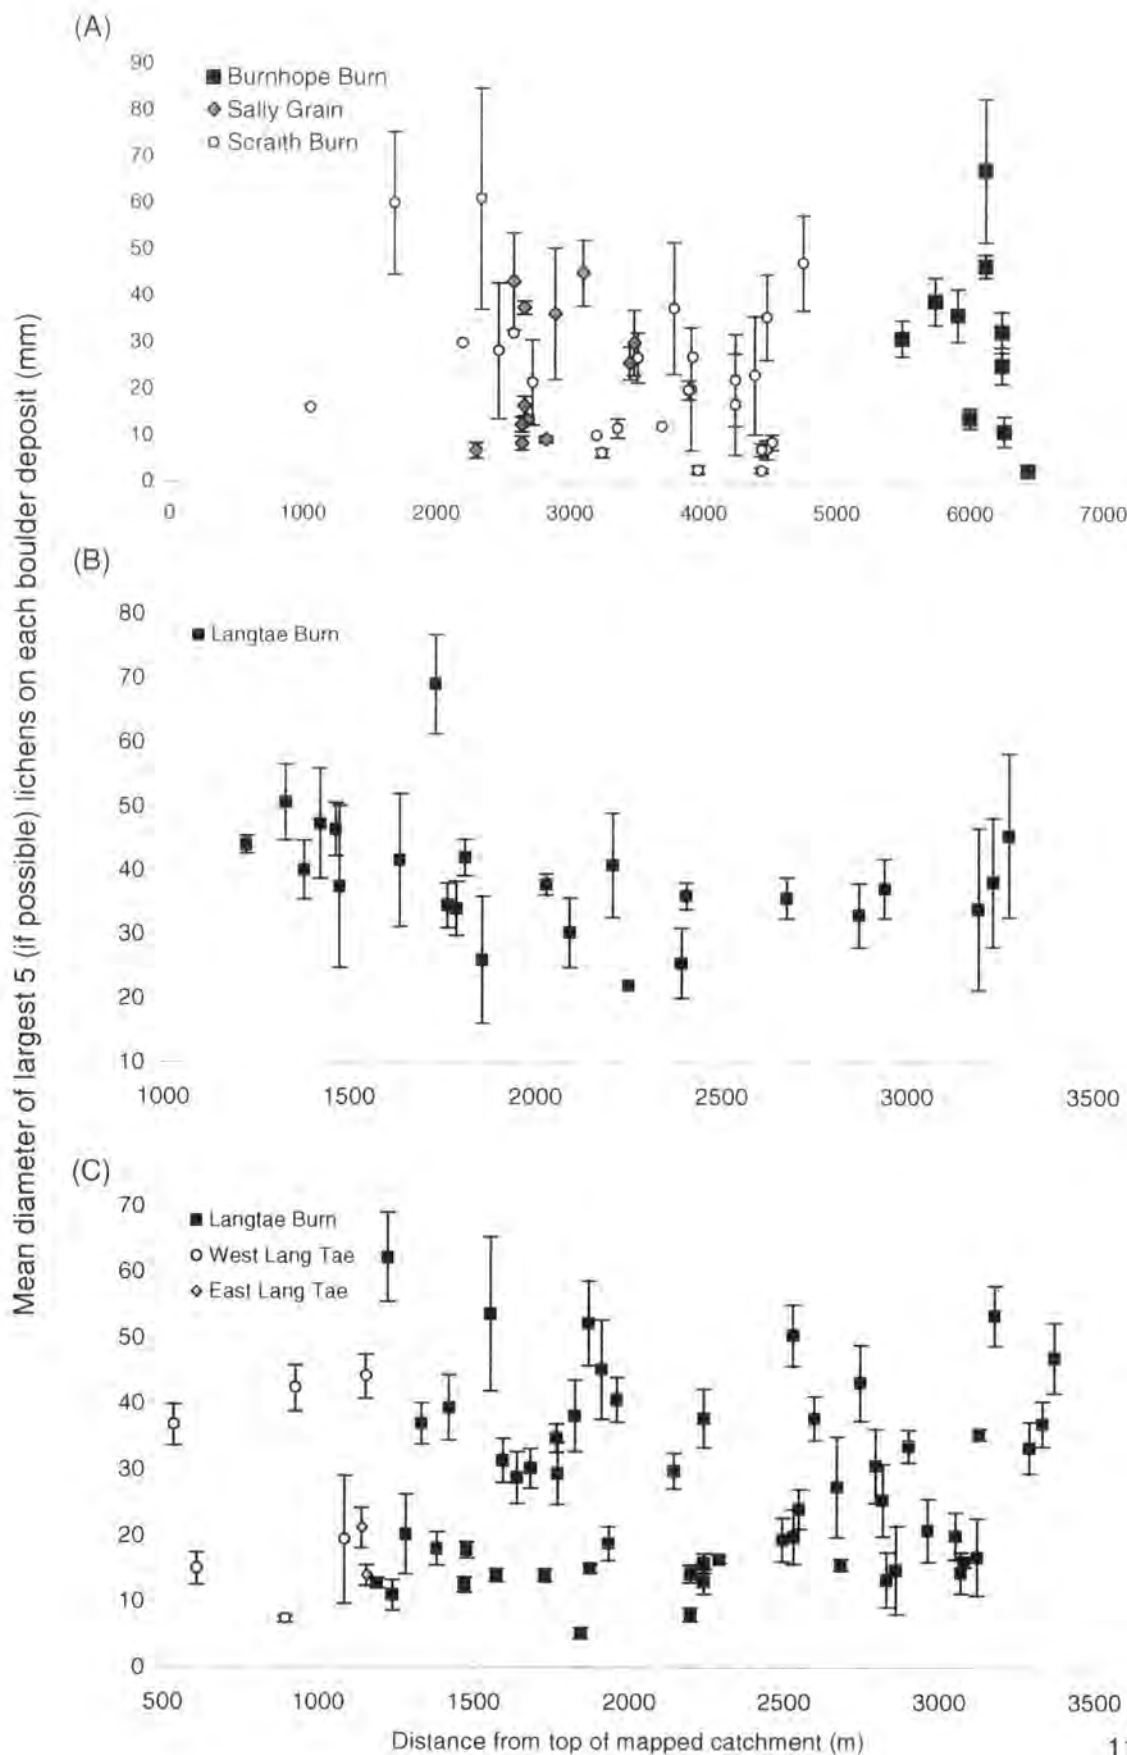 (A)
90
80
70
60
50
40
30
20
10
0
Burnhope Burn
Sally Grain
Scraith Burn
0 1000 2000 3000 4000 5000 6000 7000
Mean diameter of largest 5 (if possible) lichens on each boulder deposit (mm)
(B)
80
70
60
50
40
30
20
10
Langtae Burn
1000 1500 2000 2500 3000 3500
(C)
70
60
50
40
30
20
10
0
Langtae Burn
West Lang Tae
East Lang Tae
500 1000 1500 2000 2500 3000 3500
Distance from top of mapped catchment (m)